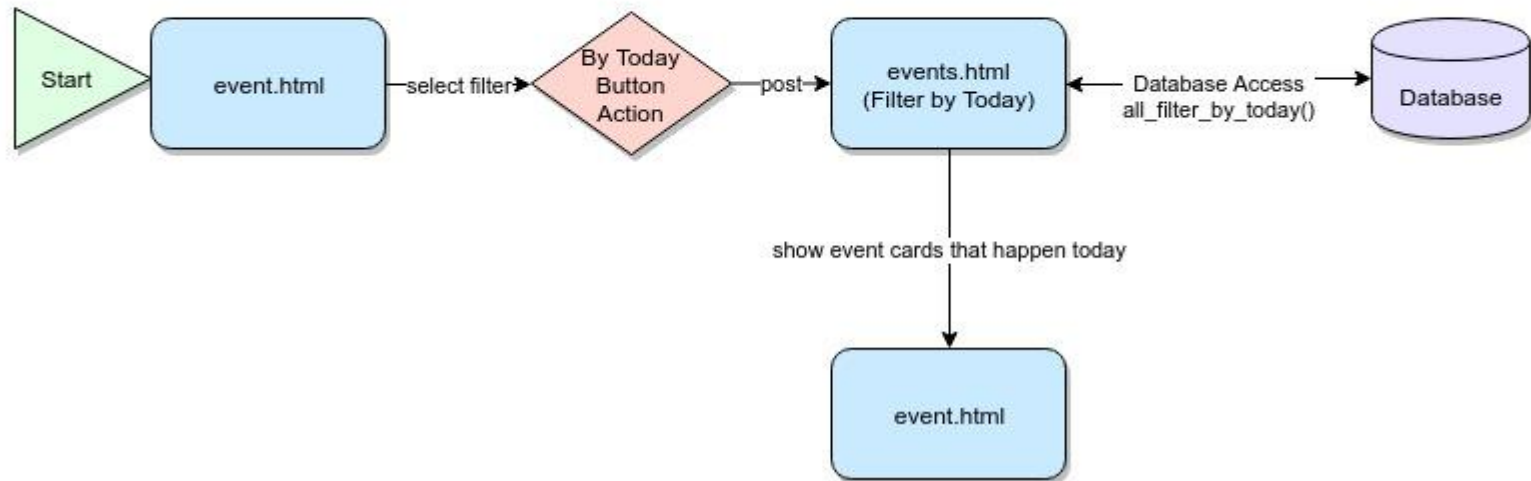 Start
event.html
select filter
By Today
Button
Action
post
events.html
(Filter by Today)
Database Access
all_filter_by_today()
Database
show event cards that happen today
event.html